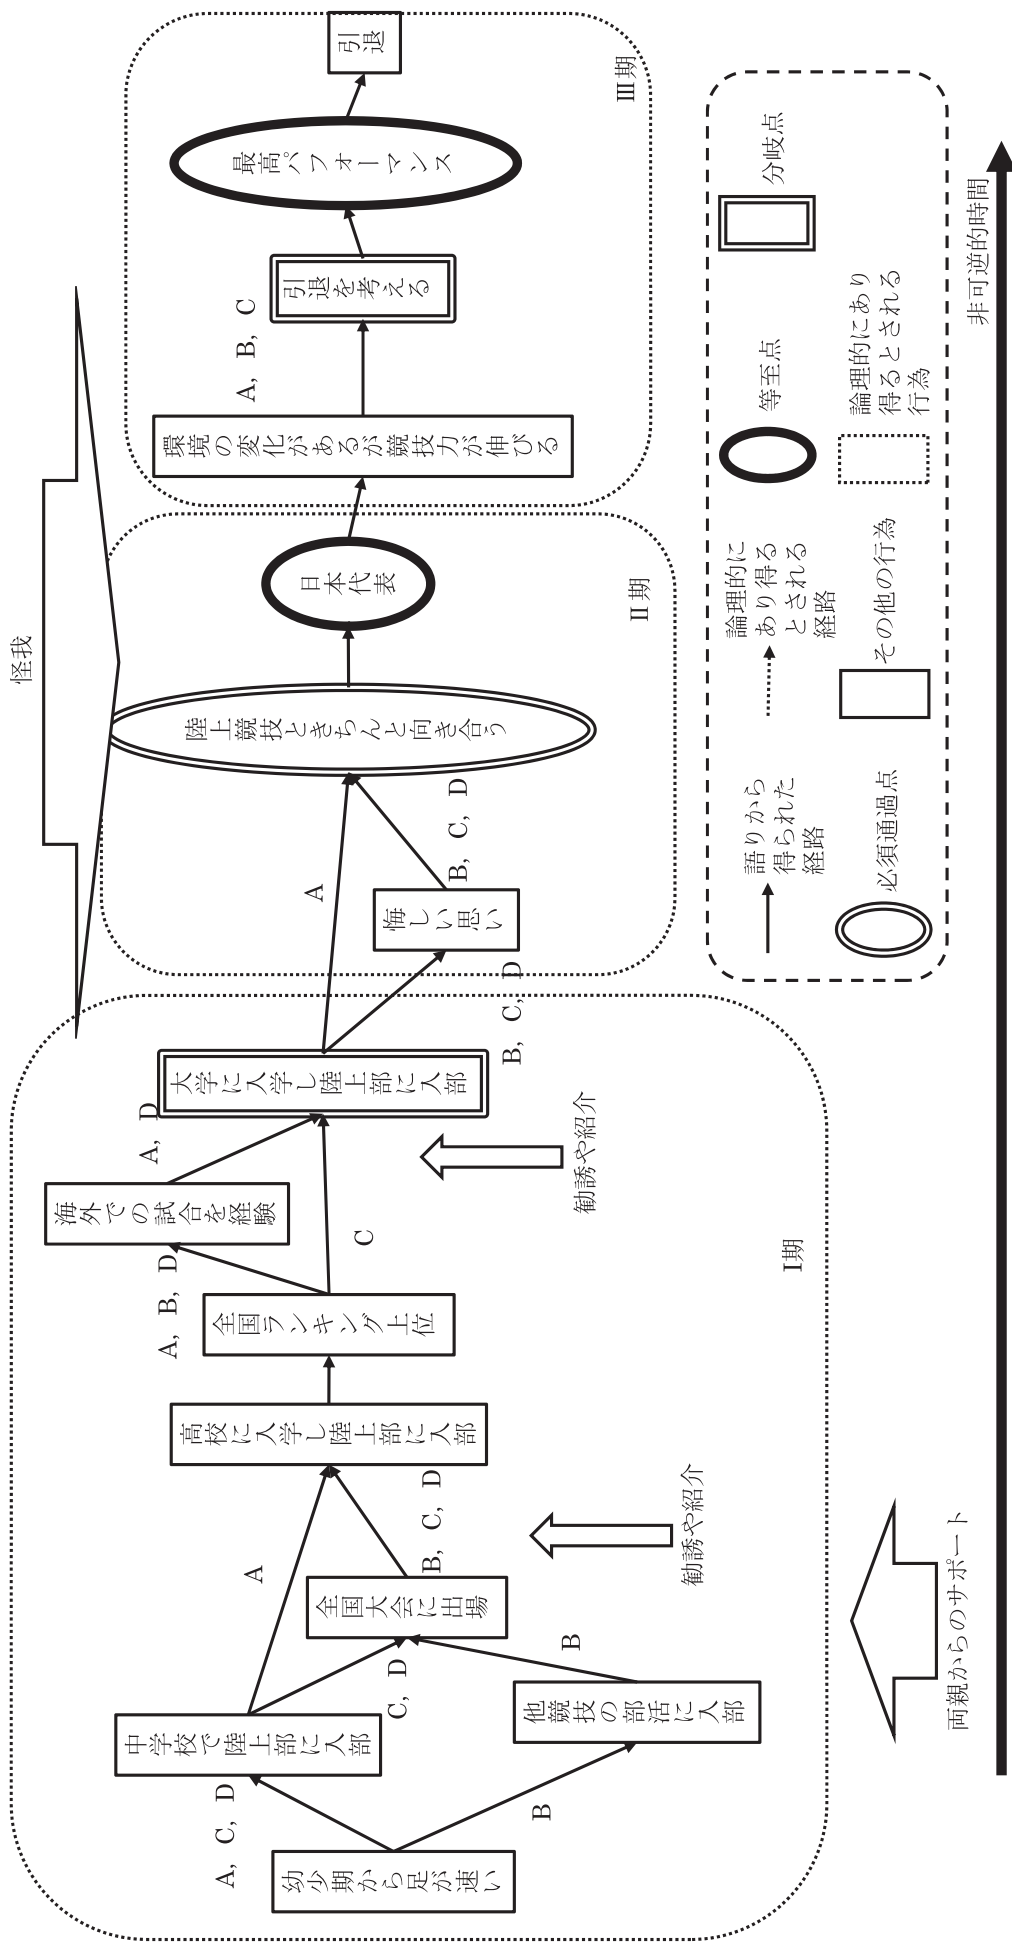 怪我
幼少期から足が速い
A, C, D
B
中学校で陸上部に入部
他競技の部活に入部
A
C, D
B
全国大会に出場
B, C, D
勧誘や紹介
高校に入学し陸上部に入部
全国ランキング上位
A, B, D
C
海外での試合を経験
A, D
勧誘や紹介
大学に入学し陸上部に入部
Ⅰ期
A
B, C, D
悔しい思い
B, C, D
陸上競技ときちんと向き合う
日本代表
Ⅱ期
環境の変化があるが競技力が伸びる
A, B, C
引退を考える
最高パフォーマンス
引退
Ⅲ期
両親からのサポート
語りから
得られた
経路
論理的に
あり得る
とされる
経路
等至点
分岐点
必須通過点
その他の行為
論理的にあり
得るとされる
行為
非可逆的時間